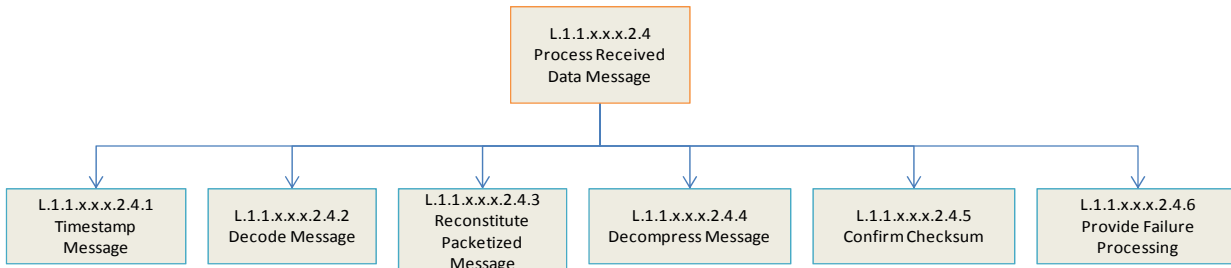 L.1.1.x.x.x.2.4
Process Received
Data Message
L.1.1.x.x.x.2.4.1
Timestamp
Message
L.1.1.x.x.x.2.4.2
Decode Message
L.1.1.x.x.x.2.4.3
Reconstitute
Packetized
Message
L.1.1.x.x.x.2.4.4
Decompress Message
L.1.1.x.x.x.2.4.5
Confirm Checksum
L.1.1.x.x.x.2.4.6
Provide Failure
Processing